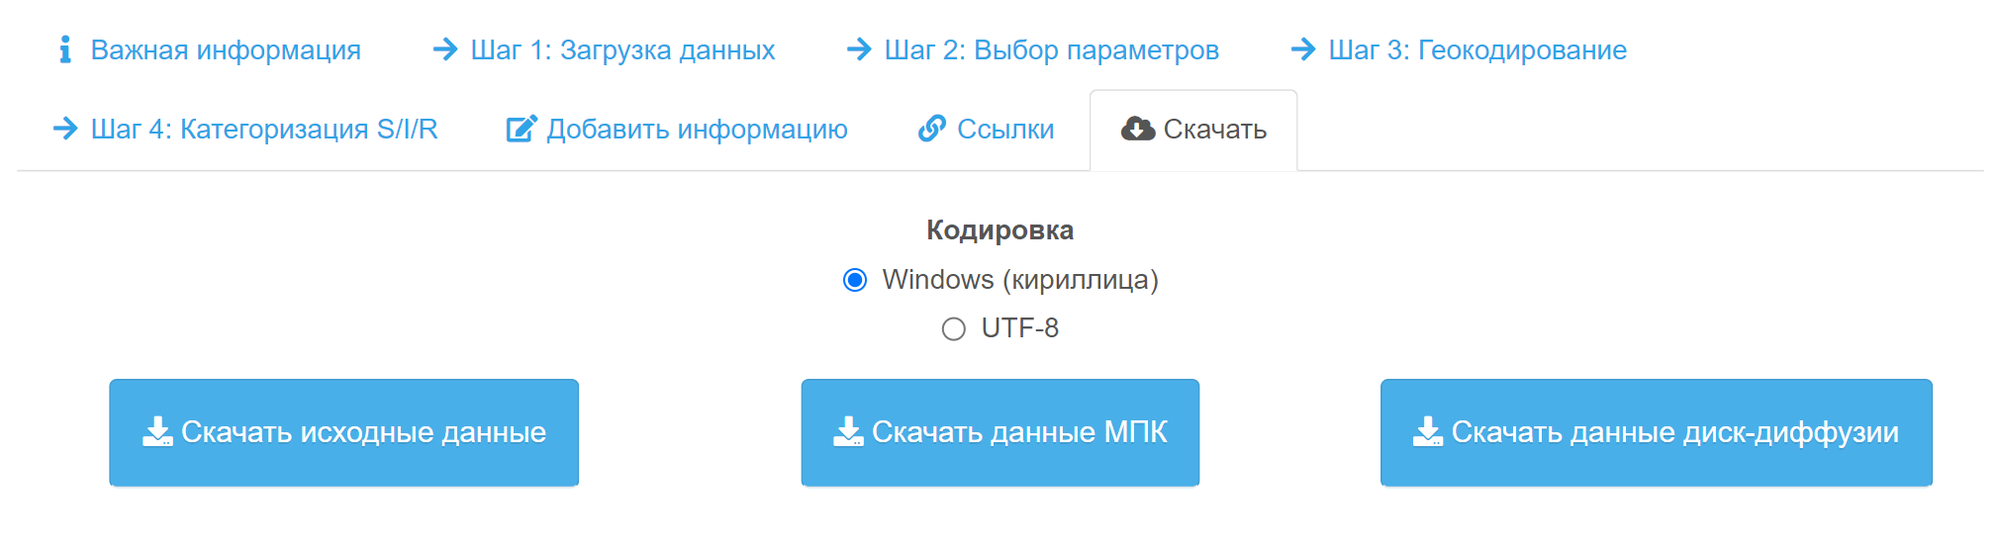 Важная информация Шаг 1: Загрузка данных Шаг 2: Выбор параметров Шаг 3: Геокодирование
Шаг 4: Категоризация S/I/R Добавить информацию Ссылки Скачать
Кодировка
Windows (кириллица)
UTF-8
Скачать исходные данные Скачать данные МПК Скачать данные диск-диффузии